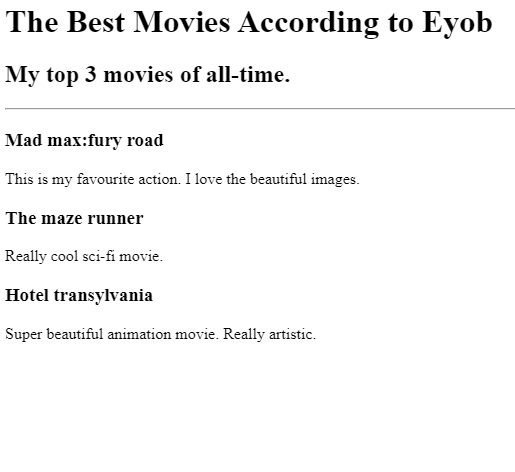 The Best Movies According to Eyob
My top 3 movies of all-time.
Mad max:fury road
This is my favourite action. I love the beautiful images.
The maze runner
Really cool sci-fi movie.
Hotel transylvania
Super beautiful animation movie. Really artistic.